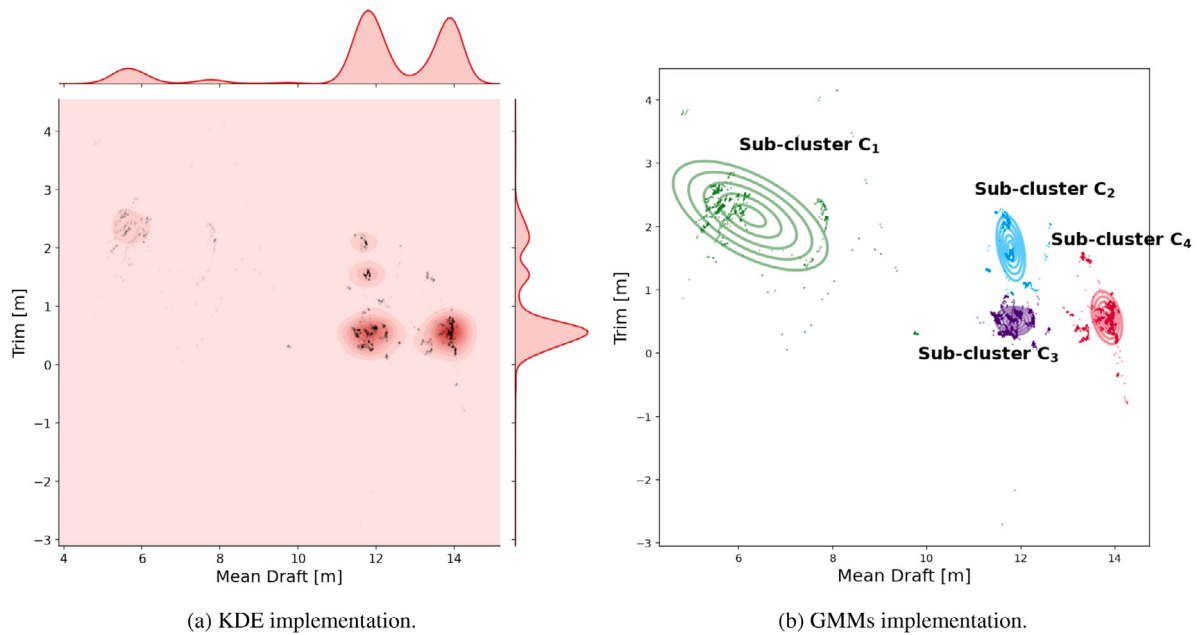 4
3
2
1
0
−1
−2
−3
Trim [m]
4
6
8
10
12
14
Mean Draft [m]
(a) KDE implementation.
4
3
2
1
0
−1
−2
−3
Trim [m]
Sub-cluster C₁
Sub-cluster C₂
Sub-cluster C₄
Sub-cluster C₃
6
8
10
12
14
Mean Draft [m]
(b) GMMs implementation.